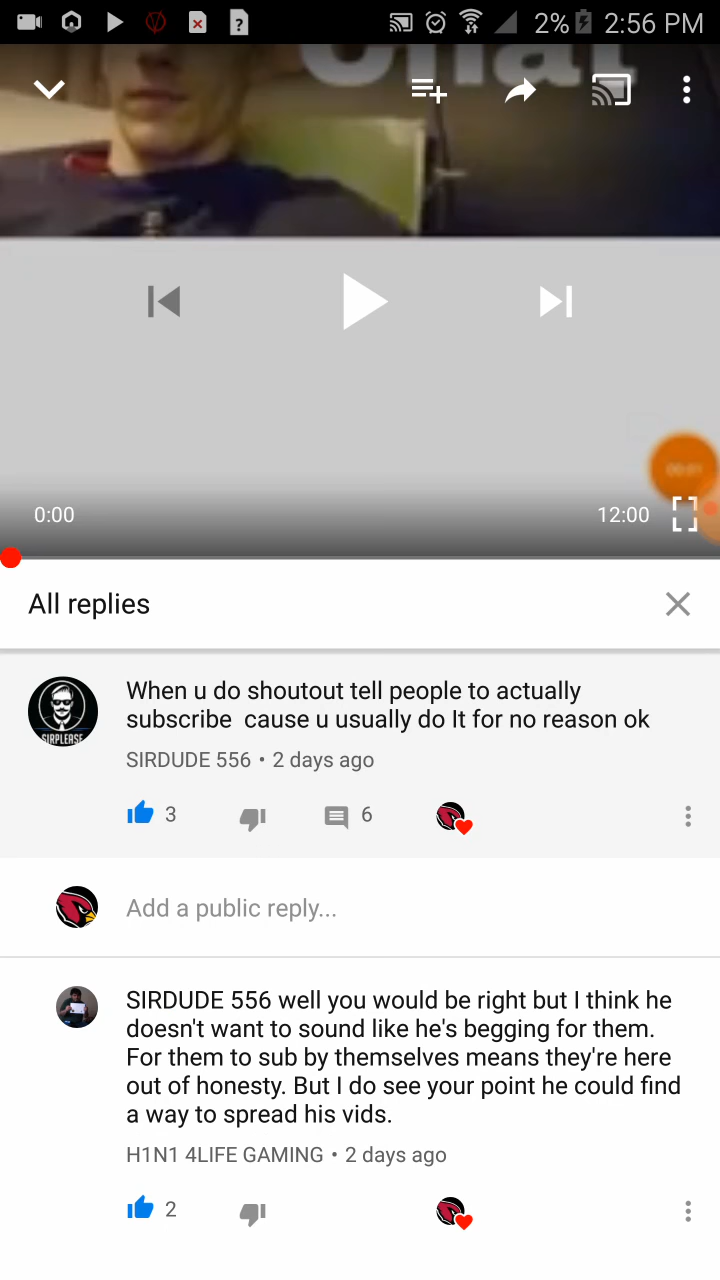 2% 2:56 PM
Chat
0:00
12:00
All replies
When u do shoutout tell people to actually
subscribe cause u usually do It for no reason ok
SIRPLEASE
SIRDUDE 556 • 2 days ago
3
6
Add a public reply...
SIRDUDE 556 well you would be right but I think he
doesn't want to sound like he's begging for them.
For them to sub by themselves means they're here
out of honesty. But I do see your point he could find
a way to spread his vids.
H1N1 4LIFE GAMING • 2 days ago
2